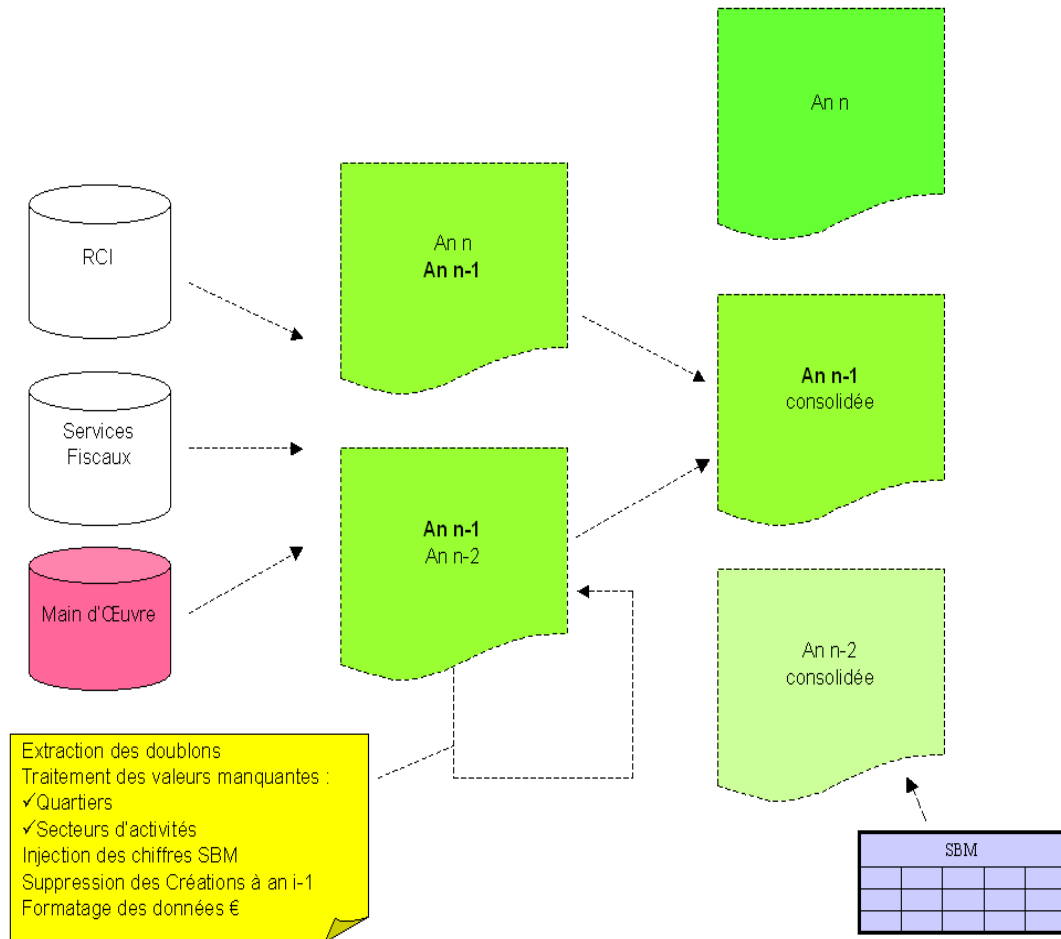 An n
RCI
An n
An n-1
An n-1
consolidée
Services
Fiscaux
An n-1
An n-2
Main d'Œuvre
An n-2
consolidée
Extraction des doublons
Traitement des valeurs manquantes :
✓Quartiers
✓Secteurs d'activités
Injection des chiffres SBM
Suppression des Créations à an i-1
Formatage des données €
SBM